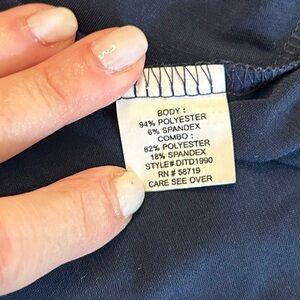 BODY :
94% POLYESTER
6% SPANDEX
COMBO :
82% POLYESTER
18% SPANDEX
STYLE# DITD1990
RN # 58719
CARE SEE OVER